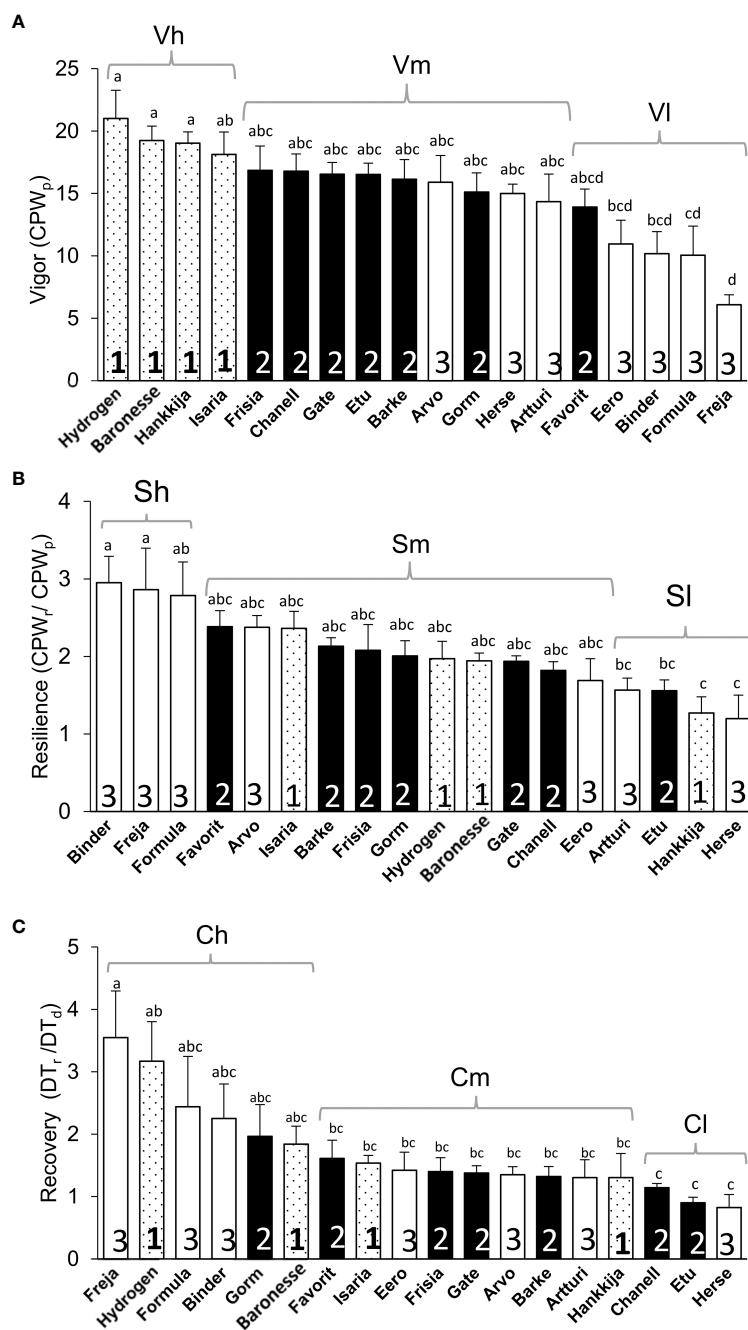 A
Vh
Vm
Vl
Vigor (CPWp)
25
20
15
10
5
0
a a a ab abc abc abc abc abc abc abc abc abc abcd bcd bcd cd d
1 1 1 1 2 2 2 2 2 3 2 3 3 2 3 3 3 3
Hydrogen Baronesse Hankkija Isaria Frisia Chanell Gate Etu Barke Arvo Gorm Herse Artturi Favorit Eero Binder Formula Freja
B
Sh
Sm
Sl
Resilience (CPWr/ CPWp)
4
3
2
1
0
a a ab abc abc abc abc abc abc abc abc abc abc abc bc bc c c
3 3 3 2 3 1 2 2 2 1 1 2 2 3 3 2 1 3
Binder Freja Formula Favorit Arvo Isaria Barke Frisia Gorm Hydrogen Baronesse Gate Chanell Eero Artturi Etu Hankkija Herse
C
Ch
Cm
Cl
Recovery (DTr /DTd)
5
4
3
2
1
0
a ab abc abc abc abc bc bc bc bc bc bc bc bc bc c c c
3 1 3 3 2 1 2 1 3 2 2 3 2 3 1 2 2 3
Freja Hydrogen Formula Binder Gorm Baronesse Favorit Isaria Eero Frisia Gate Arvo Barke Artturi Hankkija Chanell Etu Herse